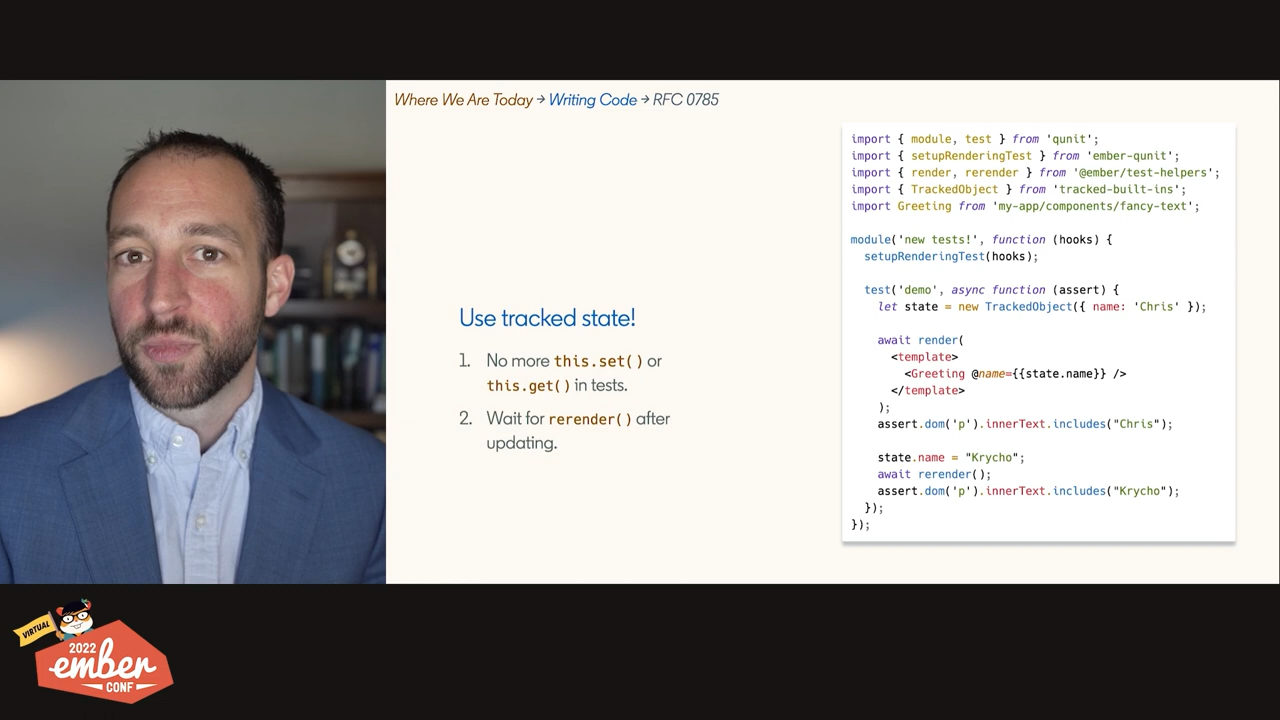 Where We Are Today → Writing Code → RFC 0785
Use tracked state!
1. No more this.set() or
this.get() in tests.
2. Wait for rerender() after
updating.
import { module, test } from 'qunit';
import { setupRenderingTest } from 'ember-qunit';
import { render, rerender } from '@ember/test-helpers';
import { TrackedObject } from 'tracked-built-ins';
import Greeting from 'my-app/components/fancy-text';
module('new tests!', function (hooks) {
setupRenderingTest(hooks);
test('demo', async function (assert) {
let state = new TrackedObject({ name: 'Chris' });
await render(
<template>
<Greeting @name={{state.name}} />
</template>
);
assert.dom('p').innerText.includes("Chris");
state.name = "Krycho";
await rerender();
assert.dom('p').innerText.includes("Krycho");
});
});
VIRTUAL
2022
ember
CONF